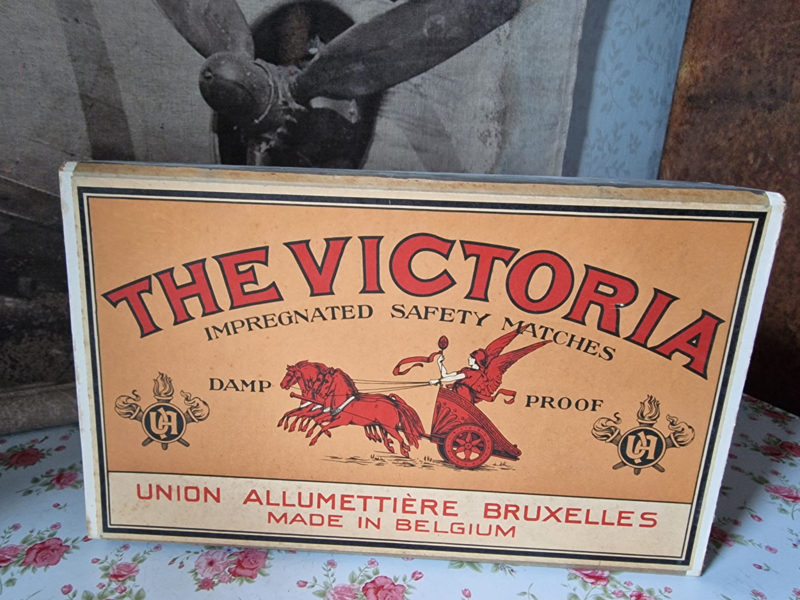 THE VICTORIA
IMPREGNATED SAFETY MATCHES
DAMP PROOF
UNION ALLUMETTIÈRE BRUXELLES
MADE IN BELGIUM